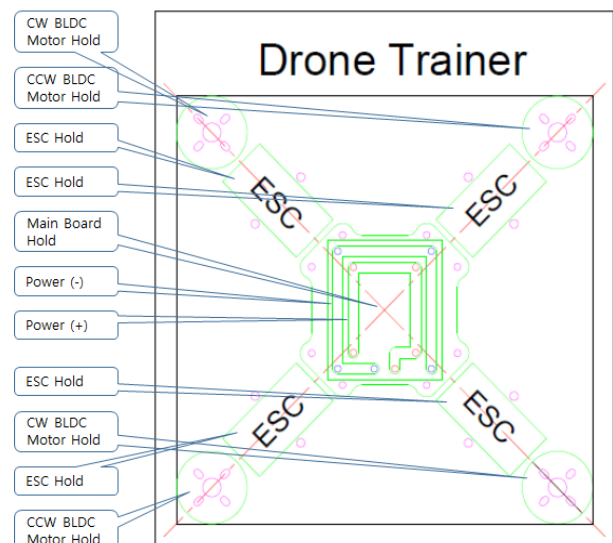 CW BLDC
Motor Hold
Drone Trainer
CCW BLDC
Motor Hold
ESC Hold
ESC
ESC
ESC Hold
Main Board
Hold
Power (-)
Power (+)
ESC Hold
ESC
ESC
CW BLDC
Motor Hold
ESC Hold
CCW BLDC
Motor Hold